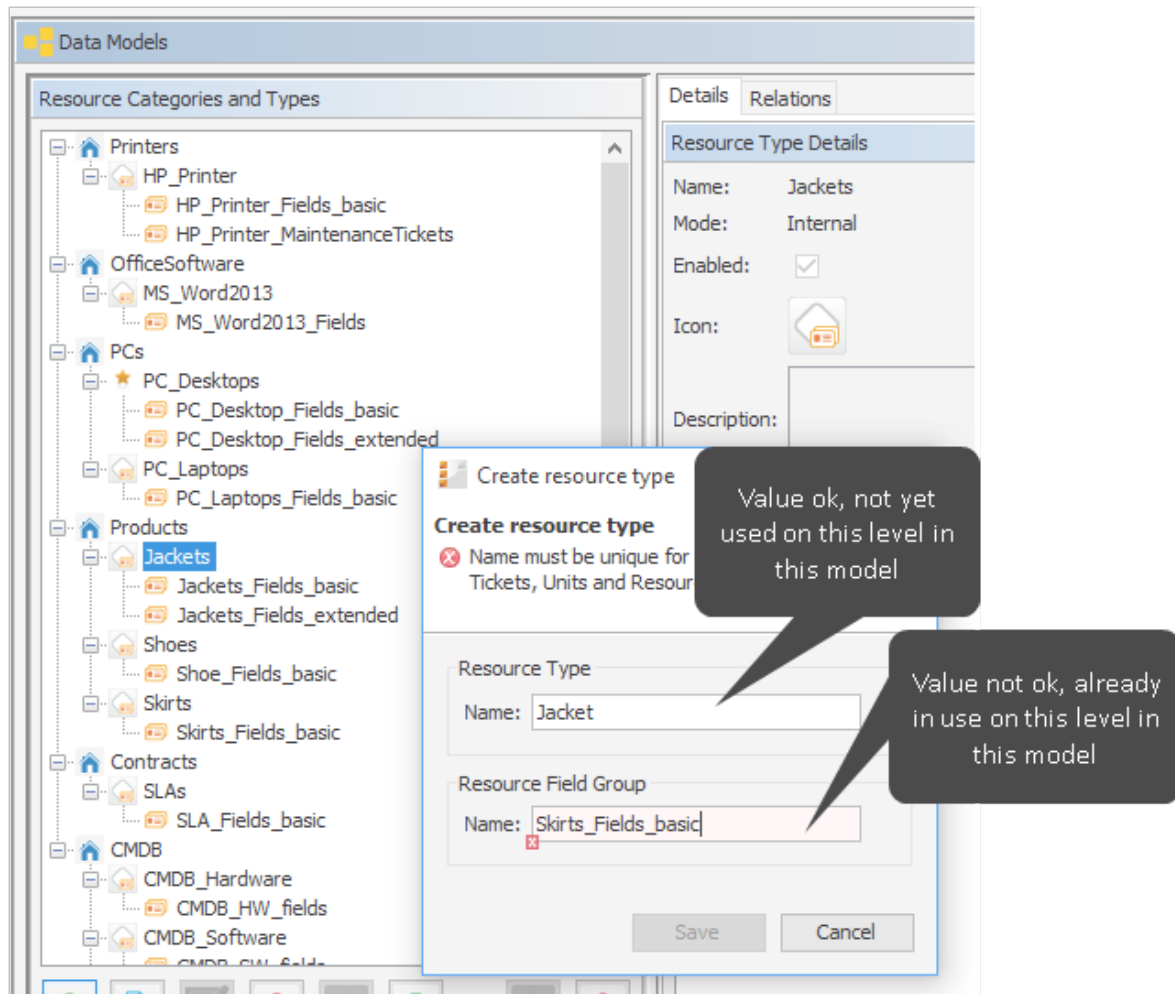 Data Models
Resource Categories and Types
Printers
HP_Printer
HP_Printer_Fields_basic
HP_Printer_MaintenanceTickets
OfficeSoftware
MS_Word2013
MS_Word2013_Fields
PCs
PC_Desktops
PC_Desktop_Fields_basic
PC_Desktop_Fields_extended
PC_Laptops
PC_Laptops_Fields_basic
Products
Jackets
Jackets_Fields_basic
Jackets_Fields_extended
Shoes
Shoe_Fields_basic
Skirts
Skirts_Fields_basic
Contracts
SLAs
SLA_Fields_basic
CMDB
CMDB_Hardware
CMDB_HW_fields
CMDB_Software
Details Relations
Resource Type Details
Name: Jackets
Mode: Internal
Enabled:
Icon:
Description:
Create resource type
Create resource type
Name must be unique for
Tickets, Units and Resour
Resource Type
Name: Jacket
Resource Field Group
Name: Skirts_Fields_basic
Save Cancel
Value ok, not yet
used on this level in
this model
Value not ok, already
in use on this level in
this model